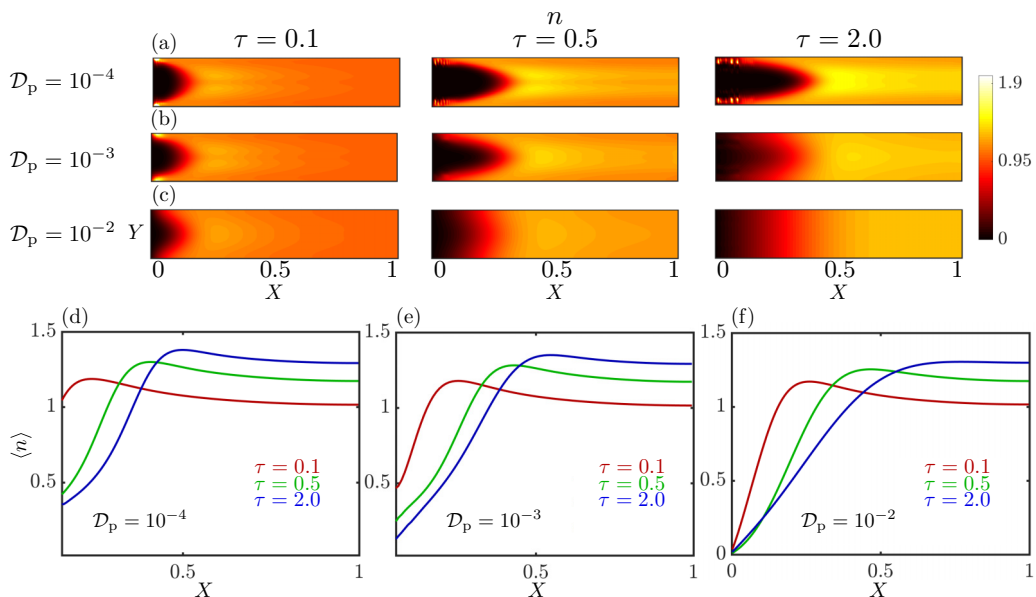 n
τ = 0.1 τ = 0.5 τ = 2.0
(a)
𝒟p = 10⁻⁴
1.9
(b)
𝒟p = 10⁻³
0.95
(c)
𝒟p = 10⁻² Y
0
0 0.5 1 0 0.5 1 0 0.5 1
X X X
(d) (e) (f)
1.5 1.5 1.5
1 1 1
⟨n⟩
0.5 0.5 0.5
τ = 0.1 τ = 0.1 τ = 0.1
τ = 0.5 τ = 0.5 τ = 0.5
τ = 2.0 τ = 2.0 τ = 2.0
𝒟p = 10⁻⁴ 𝒟p = 10⁻³ 𝒟p = 10⁻²
0
0.5 1 0.5 1 0 0.5 1
X X X